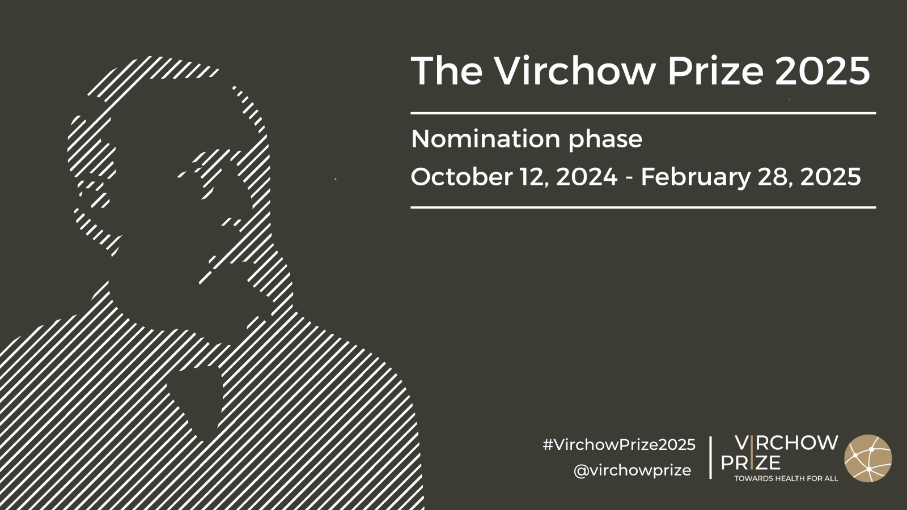 The Virchow Prize 2025
Nomination phase
October 12, 2024 - February 28, 2025
#VirchowPrize2025
@virchowprize
VIRCHOW
PRIZE
TOWARDS HEALTH FOR ALL